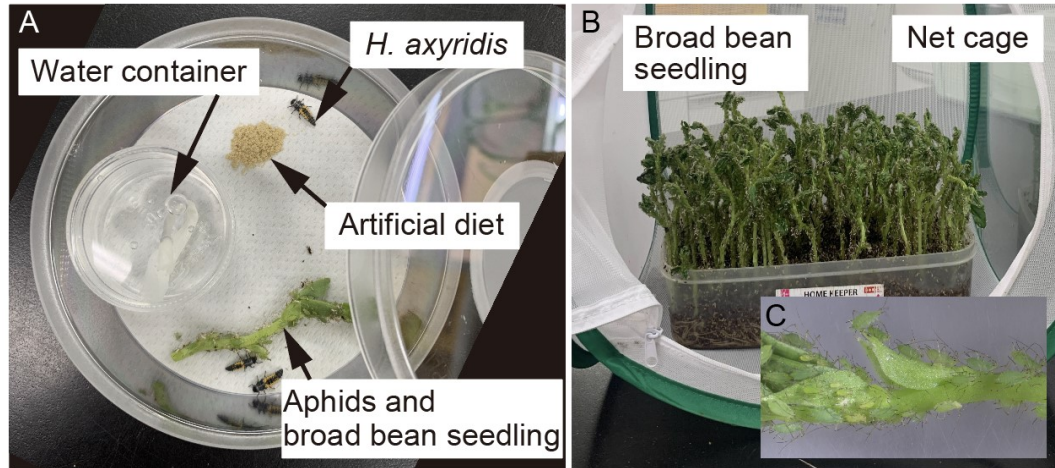 A
Water container
H. axyridis
Artificial diet
Aphids and
broad bean seedling
B
Broad bean
seedling
Net cage
HOME KEEPER
C